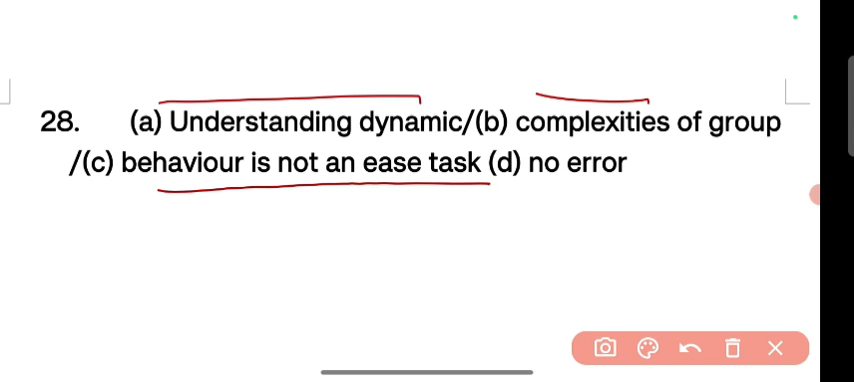 28. (a) Understanding dynamic/(b) complexities of group
/(c) behaviour is not an ease task (d) no error